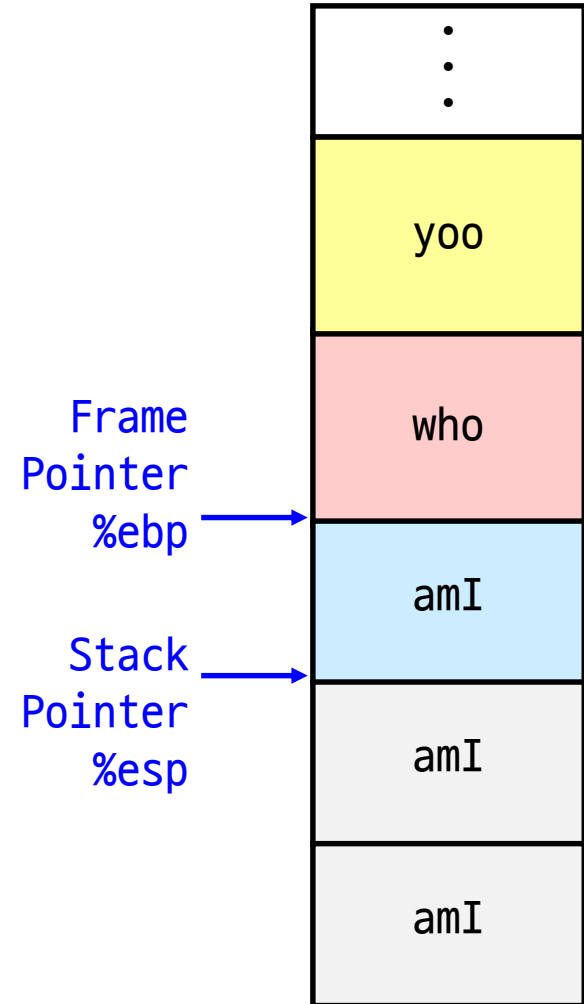 •
•
•
yoo
who
Frame
Pointer
%ebp
amI
Stack
Pointer
%esp
amI
amI